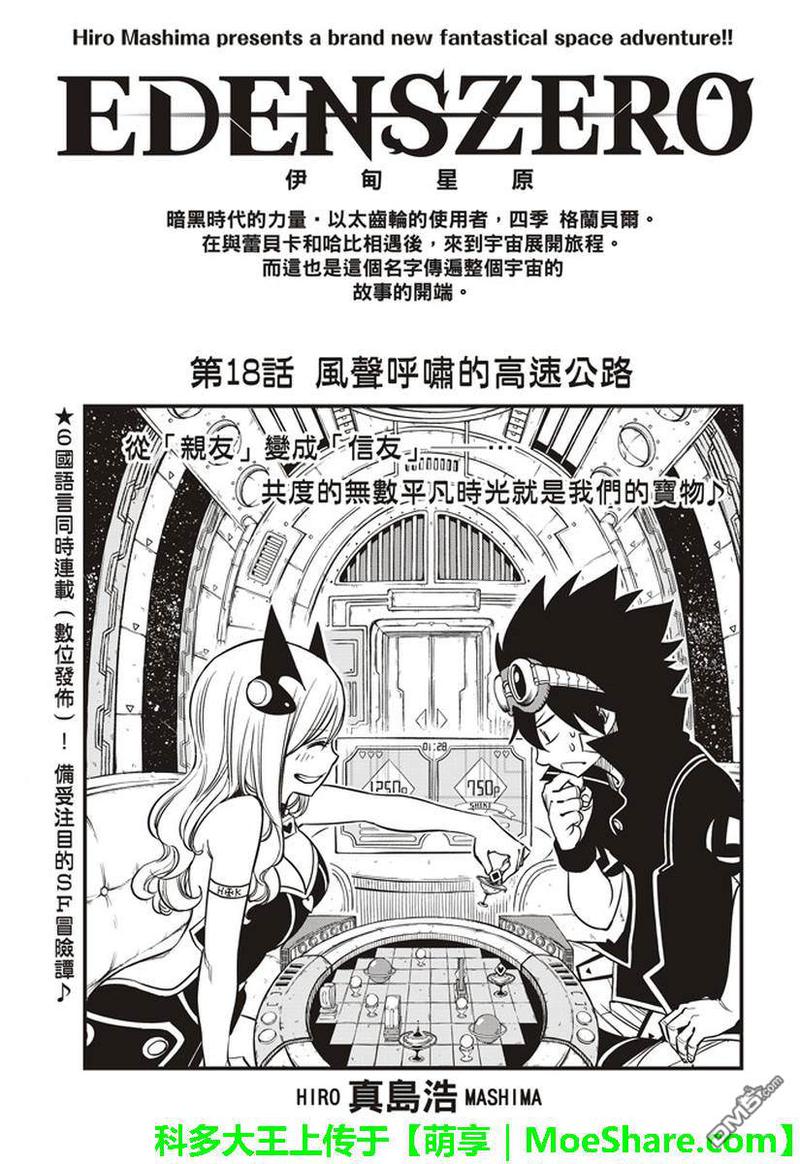 Hiro Mashima presents a brand new fantastical space adventure!!
EDENSZERO
伊甸星原
暗黑時代的力量・以太齒輪的使用者，四季 格蘭貝爾。
在與蕾貝卡和哈比相遇後，來到宇宙展開旅程。
而這也是這個名字傳遍整個宇宙的
故事的開端。
第18話 風聲呼嘯的高速公路
★6國語言同時連載（數位發佈）！ 備受注目的SF冒險譚♪
從「親友」變成「信友」——…
共度的無數平凡時光就是我們的寶物♪
01:28
1250P
750P
SHIKI
H✠K
HIRO 真島浩 MASHIMA
DM5.com
科多大王上传于【萌享｜MoeShare.com】